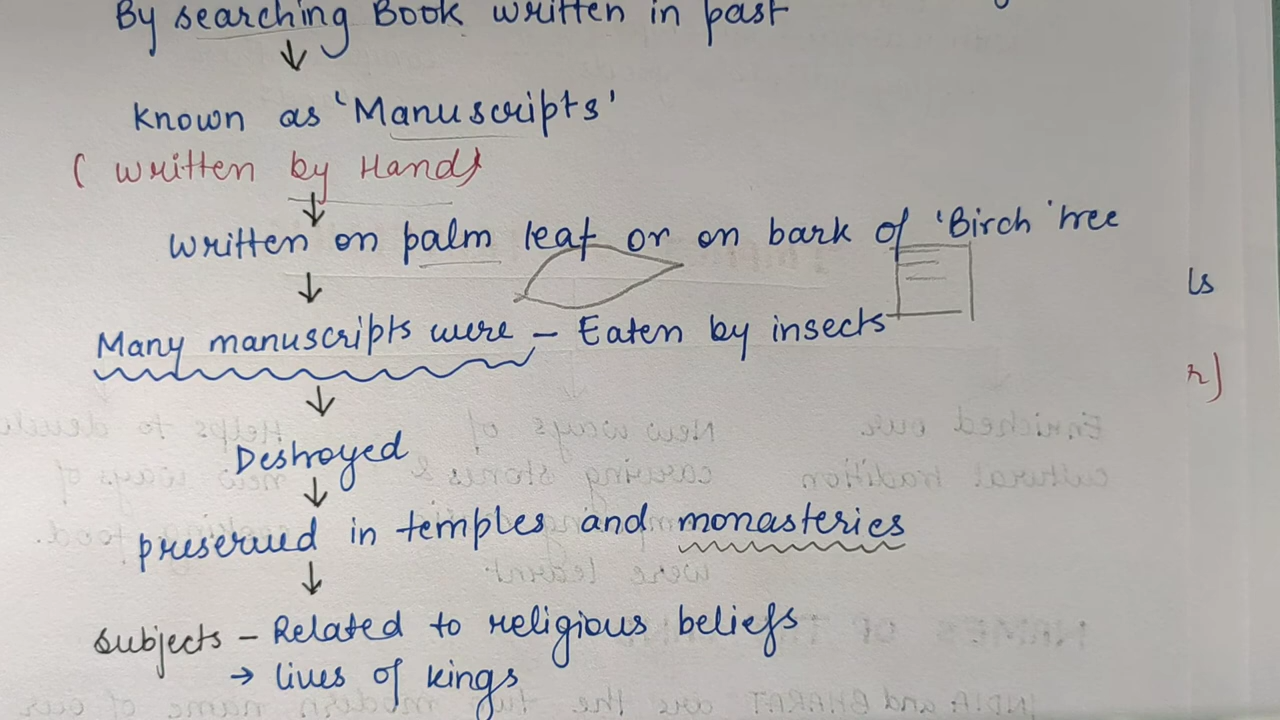 By searching Book written in past
known as 'Manuscripts'
( written by Hand)
written on palm leaf or on bark of 'Birch' tree
Many manuscripts were – Eaten by insects
Destroyed
preserved in temples and monasteries
subjects – Related to religious beliefs
→ lives of kings